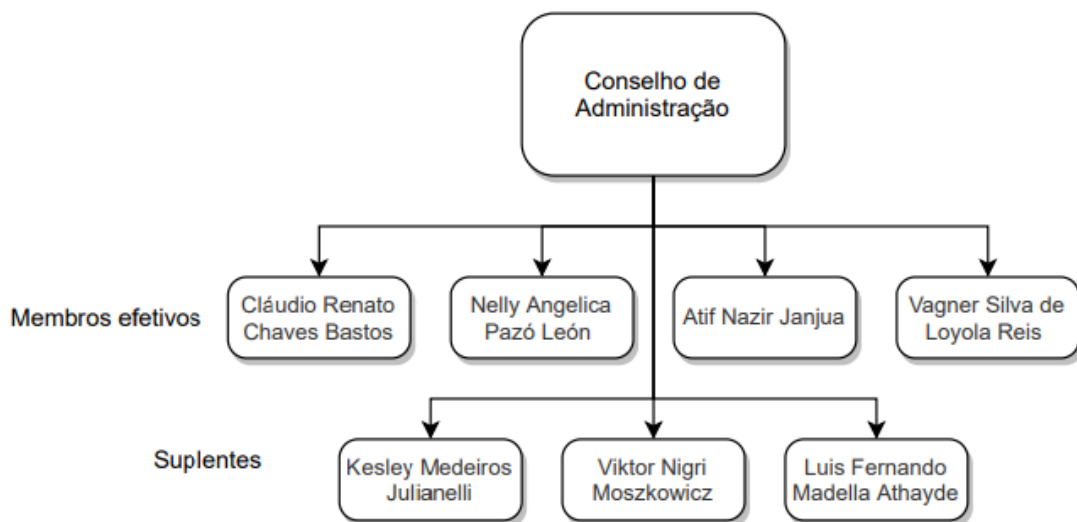 Conselho de
Administração
Membros efetivos
Cláudio Renato
Chaves Bastos
Nelly Angelica
Pazó León
Atif Nazir Janjua
Vagner Silva de
Loyola Reis
Suplentes
Kesley Medeiros
Julianelli
Viktor Nigri
Moszkowicz
Luis Fernando
Madella Athayde